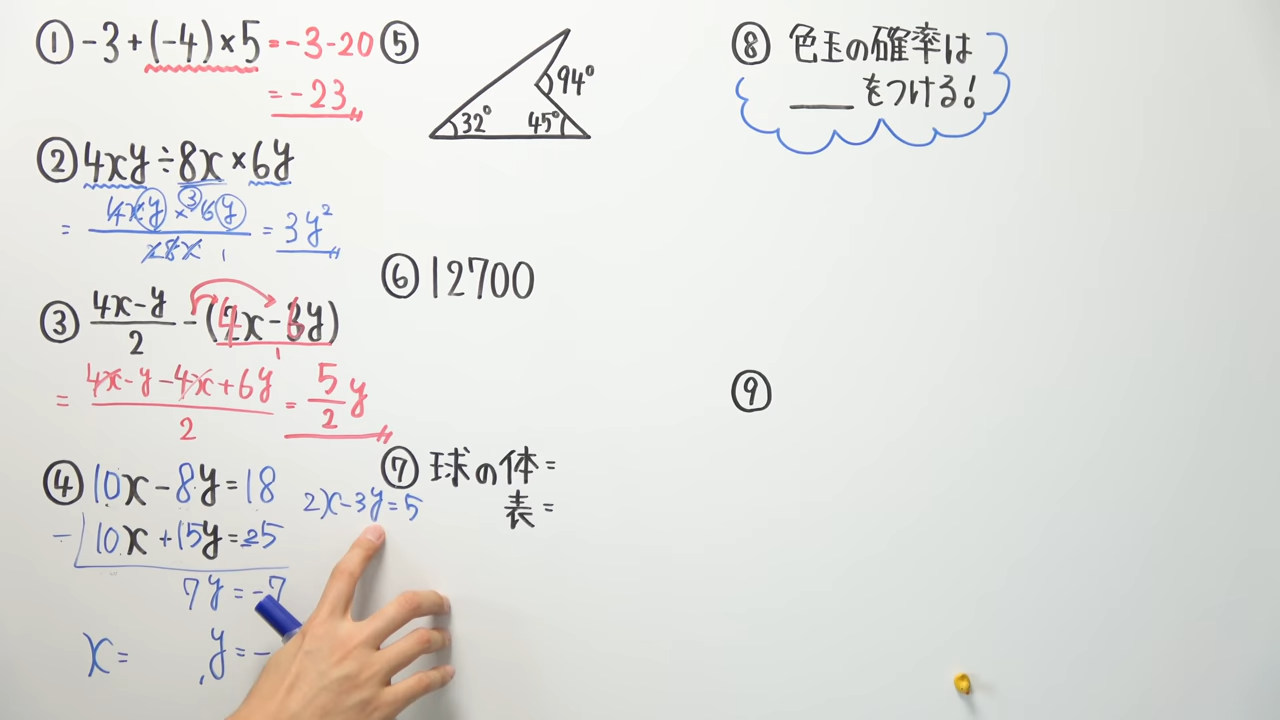 ① -3+(-4)×5 = -3-20
= -23
② 4xy÷8x×6y
= 4xy×6y/8x = 3y²
③ (4x-y)/2 -(2x-3y)
= (4x-y-4x+6y)/2 = 5/2 y
④ 10x-8y=18
- 10x+15y=25
7y=-7
x= , y=-
2x-3y=5
⑤ 32° 45° 94°
⑥ 12700
⑦ 球の体=
表=
⑧ 色玉の確率は
___をつける!
⑨